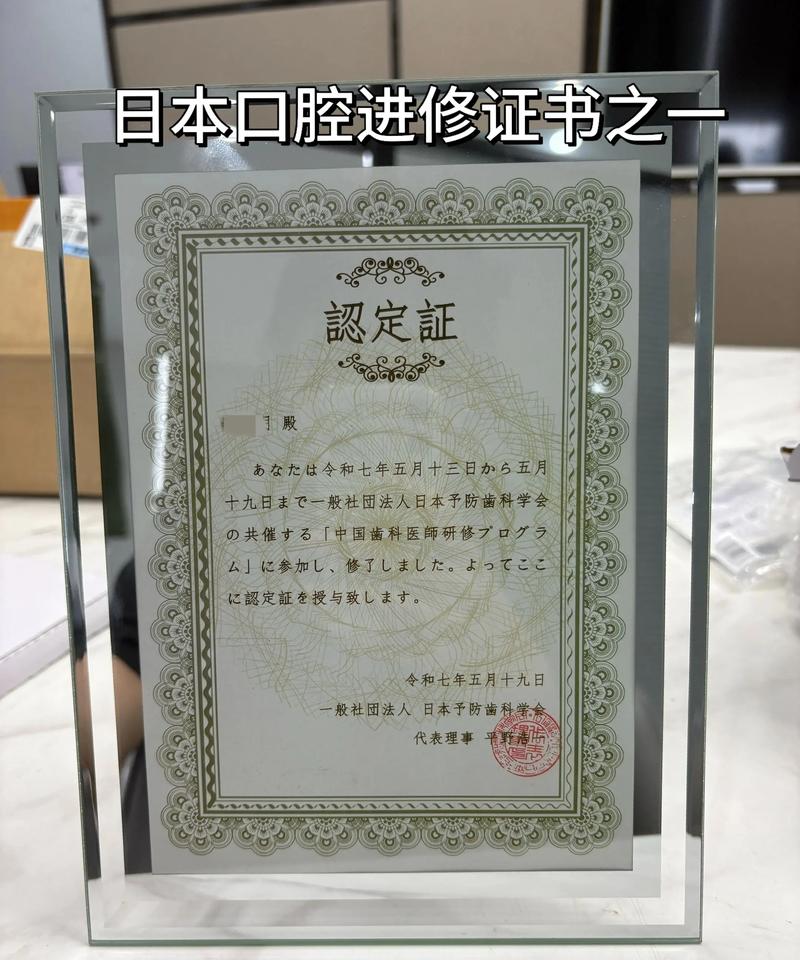 日本口腔进修证书之一
認定証
殿
あなたは令和七年五月十三日から五月
十九日まで一般社団法人日本予防歯科学会
の共催する「中国歯科医師研修プログラ
ム」に参加し、修了しました。よってここ
に認定証を授与致します。
令和七年五月十九日
一般社団法人 日本予防歯科学会
代表理事 平野浩